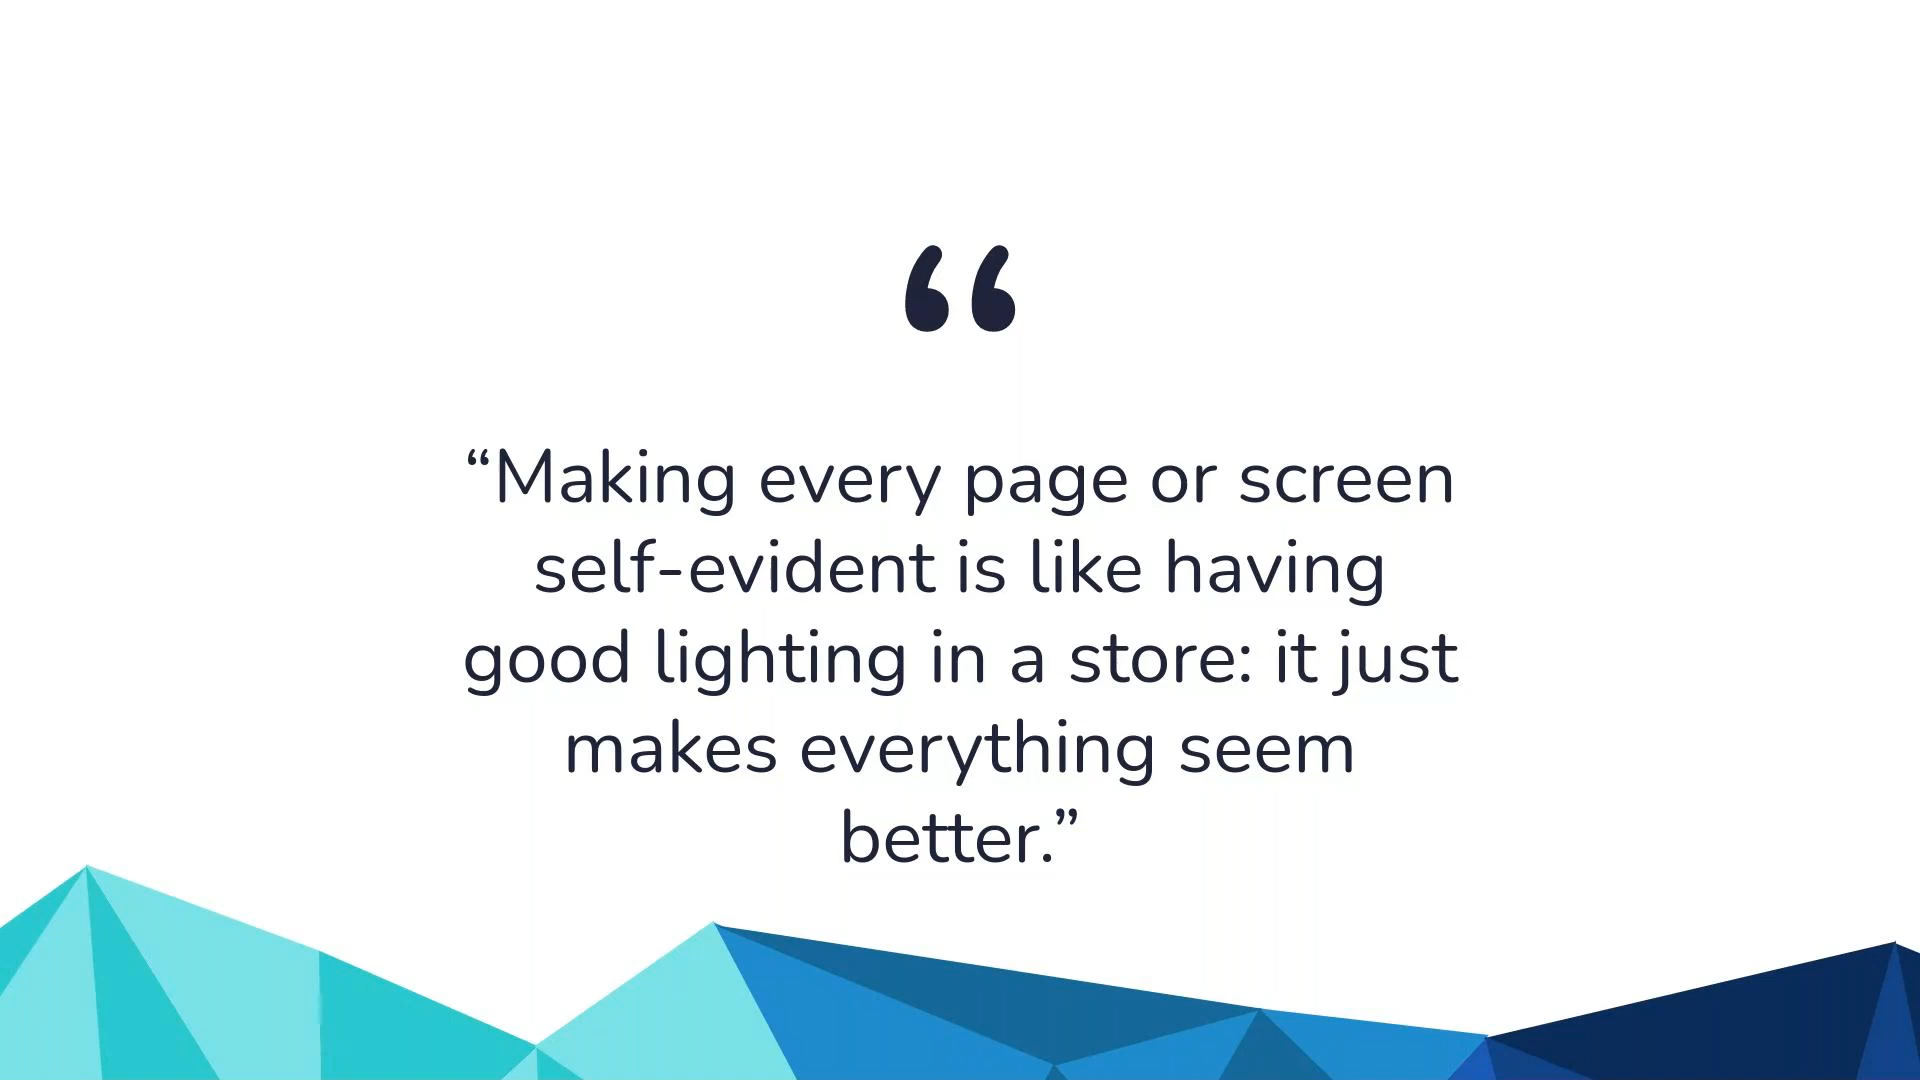 “
“Making every page or screen
self-evident is like having
good lighting in a store: it just
makes everything seem
better.”